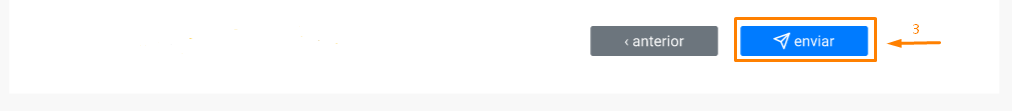 ‹ anterior
enviar
3